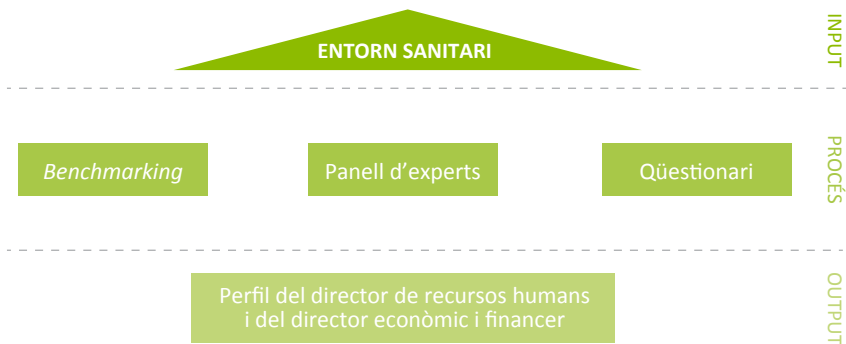 ENTORN SANITARI
INPUT
Benchmarking
Panell d’experts
Qüestionari
PROCÉS
Perfil del director de recursos humans
i del director econòmic i financer
OUTPUT